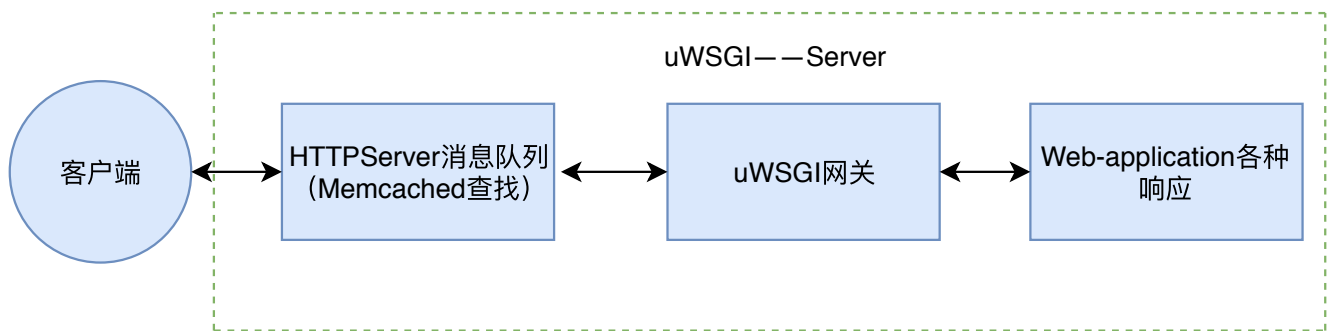 uWSGI——Server
客户端
HTTPServer消息队列
（Memcached查找）
uWSGI网关
Web-application各种
响应